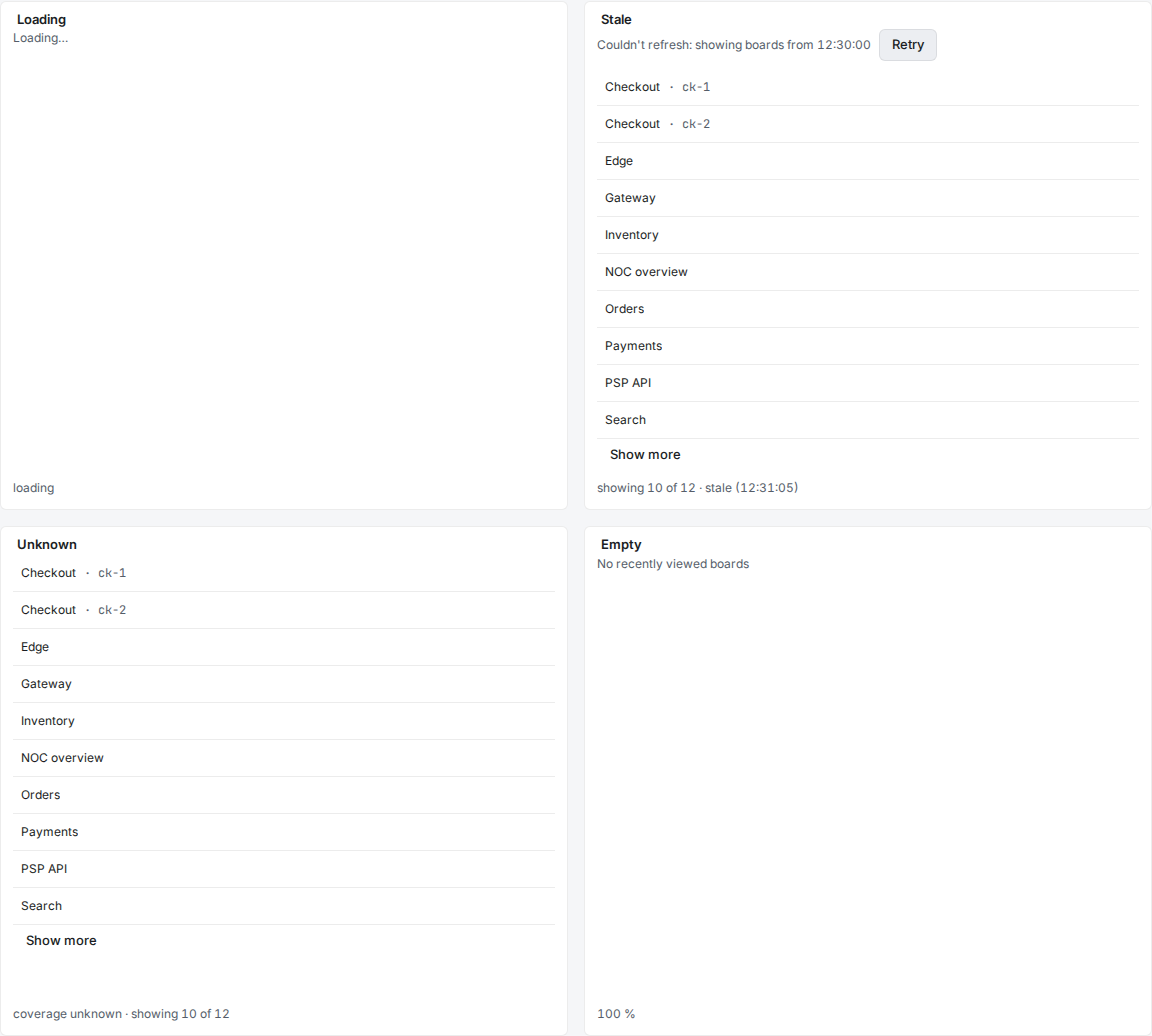 Loading
Loading...
loading
Stale
Couldn't refresh: showing boards from 12:30:00 Retry
Checkout · ck-1
Checkout · ck-2
Edge
Gateway
Inventory
NOC overview
Orders
Payments
PSP API
Search
Show more
showing 10 of 12 · stale (12:31:05)
Unknown
Checkout · ck-1
Checkout · ck-2
Edge
Gateway
Inventory
NOC overview
Orders
Payments
PSP API
Search
Show more
coverage unknown · showing 10 of 12
Empty
No recently viewed boards
100 %